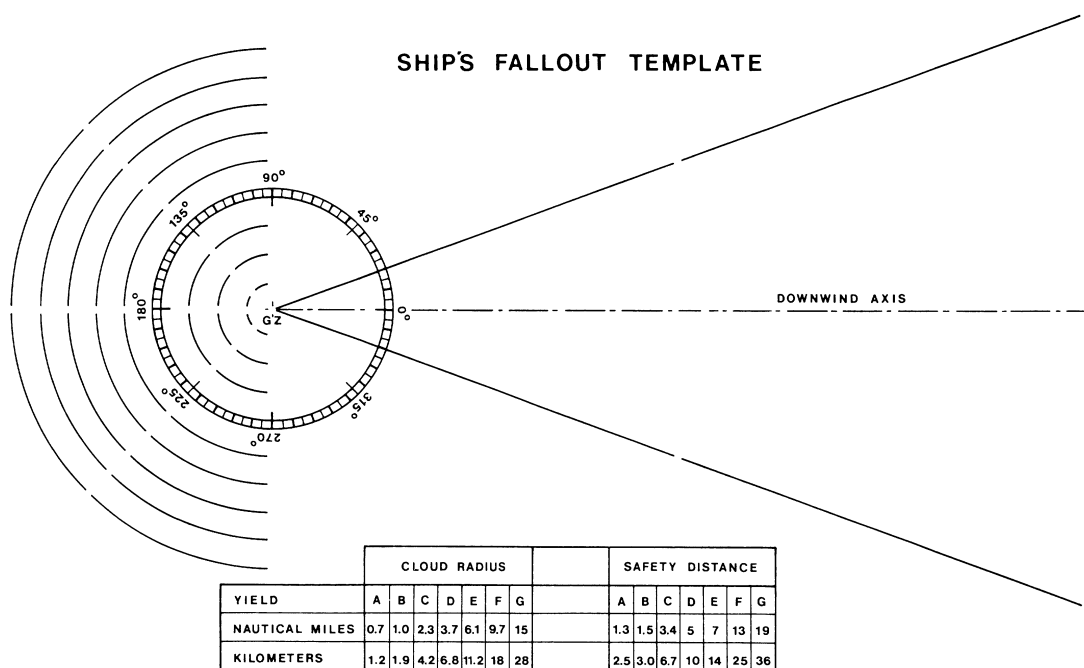 SHIP'S FALLOUT TEMPLATE
90°
135°
45°
180°
0°
GZ
225°
315°
270°
DOWNWIND AXIS
CLOUD RADIUS SAFETY DISTANCE
YIELD A B C D E F G A B C D E F G
NAUTICAL MILES 0.7 1.0 2.3 3.7 6.1 9.7 15 1.3 1.5 3.4 5 7 13 19
KILOMETERS 1.2 1.9 4.2 6.8 11.2 18 28 2.5 3.0 6.7 10 14 25 36